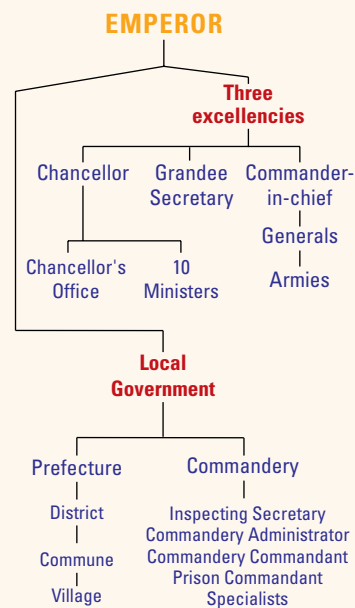 EMPEROR
Three
excellencies
Chancellor
Grandee
Secretary
Commander-
in-chief
Generals
Armies
Chancellor's
Office
10
Ministers
Local
Government
Prefecture
District
Commune
Village
Commandery
Inspecting Secretary
Commandery Administrator
Commandery Commandant
Prison Commandant
Specialists